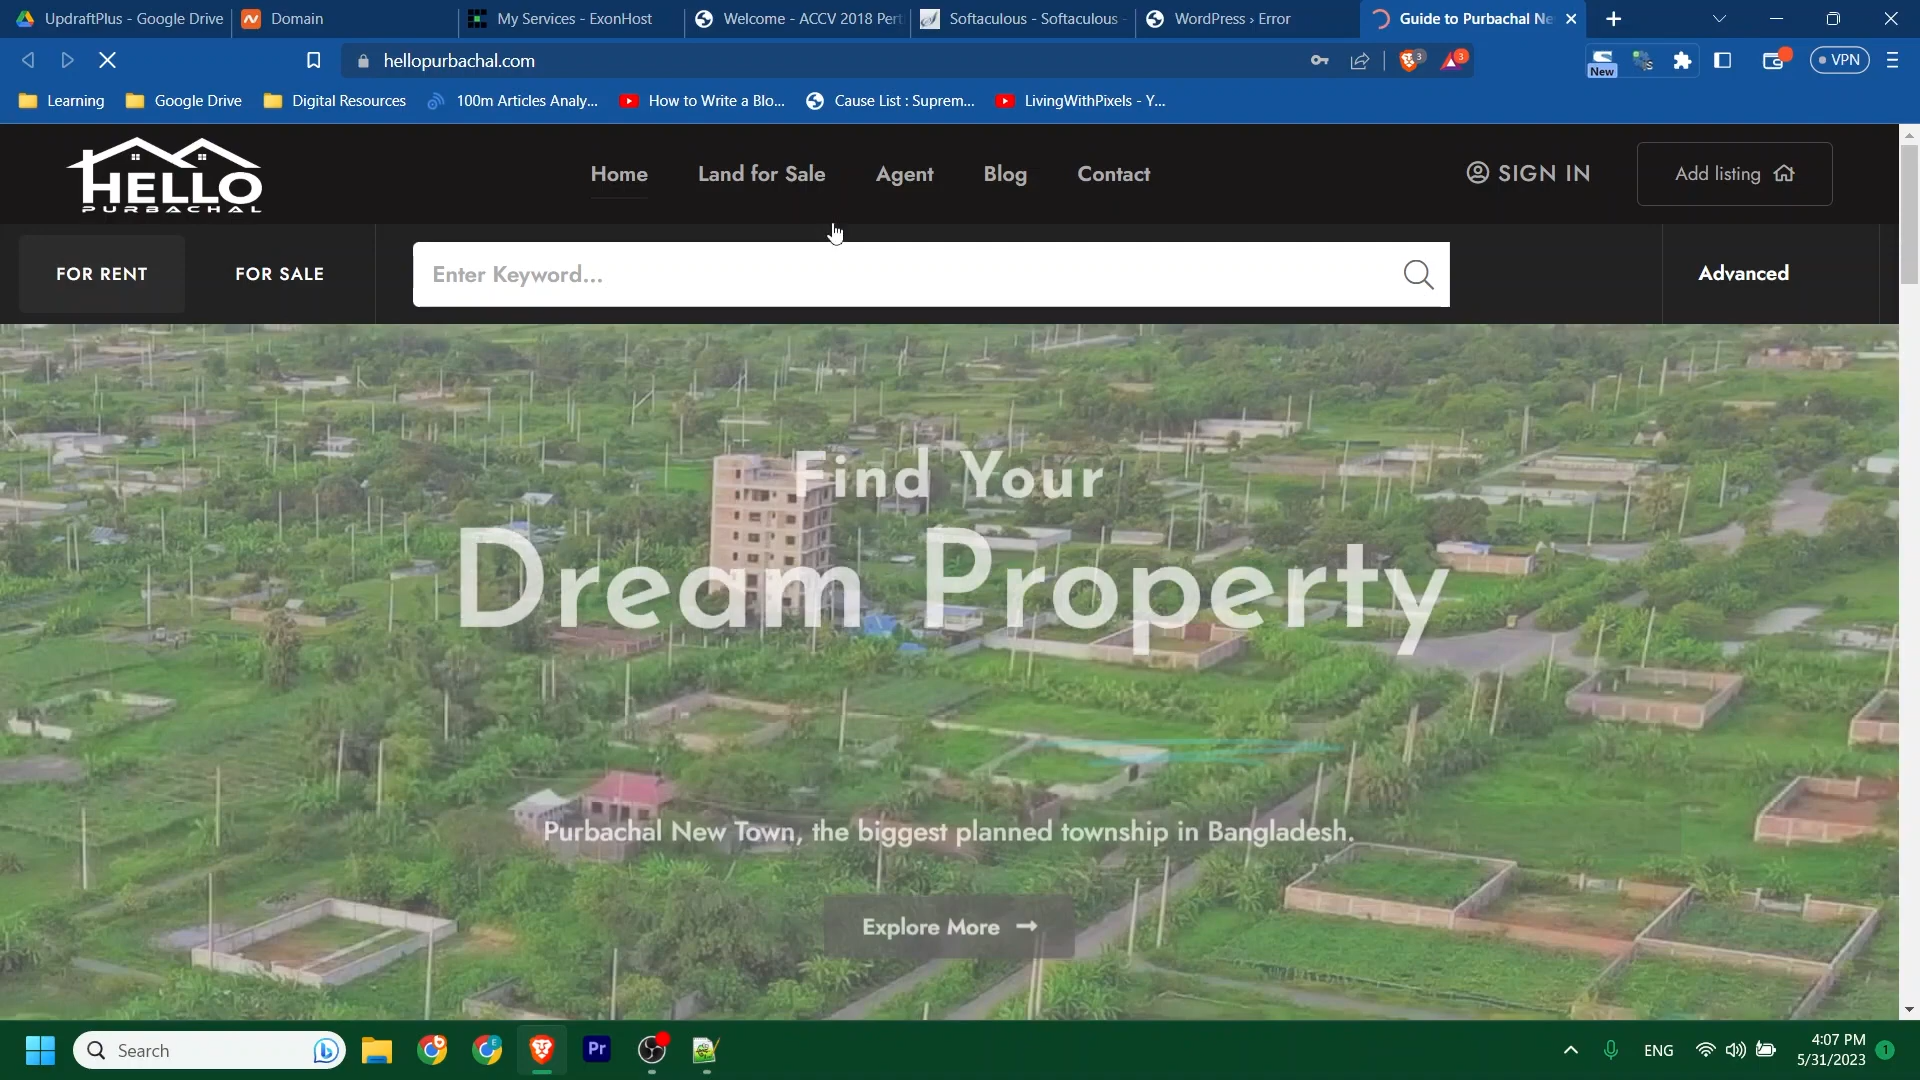 UpdraftPlus - Google Drive
Domain
My Services - ExonHost
Welcome - ACCV 2018 Pert
Softaculous - Softaculous -
WordPress › Error
Guide to Purbachal Ne
hellopurbachal.com
3
3
New
VPN
Learning
Google Drive
Digital Resources
100m Articles Analy...
How to Write a Blo...
Cause List : Suprem...
LivingWithPixels - Y...
HELLO
PURBACHAL
Home
Land for Sale
Agent
Blog
Contact
SIGN IN
Add listing
FOR RENT
FOR SALE
Enter Keyword...
Advanced
Find Your
Dream Property
Purbachal New Town, the biggest planned township in Bangladesh.
Explore More
Search
Pr
ENG
4:07 PM
5/31/2023
1